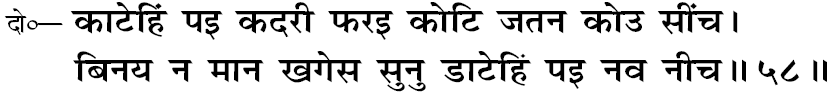 दो०— काटेहिं पइ कदरी फरइ कोटि जतन कोउ सींच।
बिनय न मान खगेस सुनु डाटेहिं पइ नव नीच॥ ५८ ॥